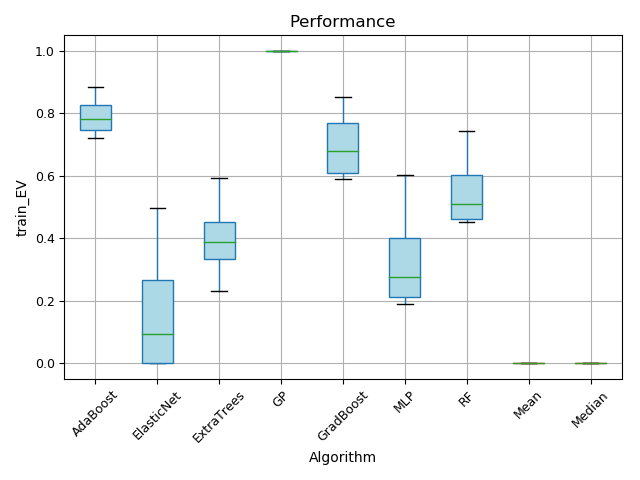 Performance
train_EV
1.0
0.8
0.6
0.4
0.2
0.0
AdaBoost
ElasticNet
ExtraTrees
GP
GradBoost
MLP
RF
Mean
Median
Algorithm